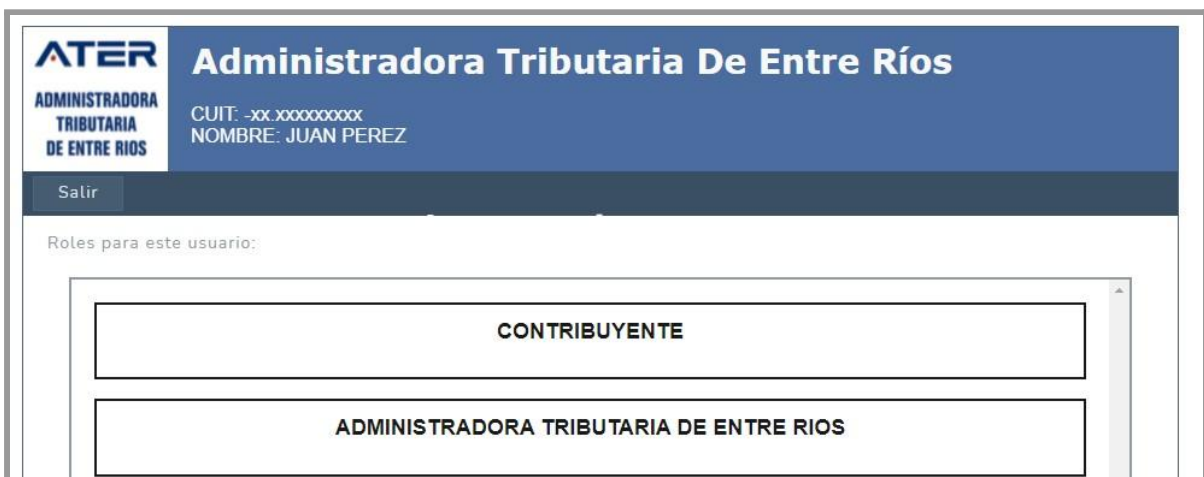 ATER
ADMINISTRADORA
TRIBUTARIA
DE ENTRE RIOS
Administradora Tributaria De Entre Ríos
CUIT: -xx.xxxxxxxxx
NOMBRE: JUAN PEREZ
Salir
Roles para este usuario:
CONTRIBUYENTE
ADMINISTRADORA TRIBUTARIA DE ENTRE RIOS